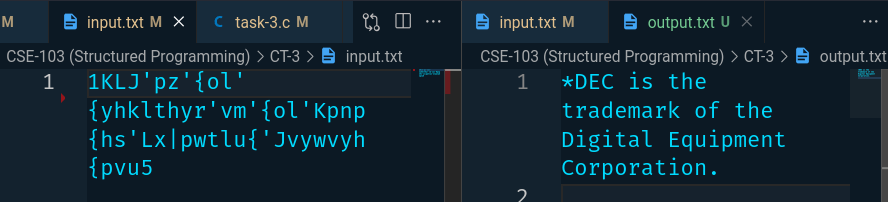 M input.txt M × C task-3.c M ···
input.txt M output.txt U × ···
CSE-103 (Structured Programming) > CT-3 > input.txt
CSE-103 (Structured Programming) > CT-3 > output.txt
1 1KLJ'pz'{ol'
{yhklthyr'vm'{ol'Kpnp
{hs'Lx|pwtlu{'Jvywvyh
{pvu5
1 *DEC is the
trademark of the
Digital Equipment
Corporation.
2